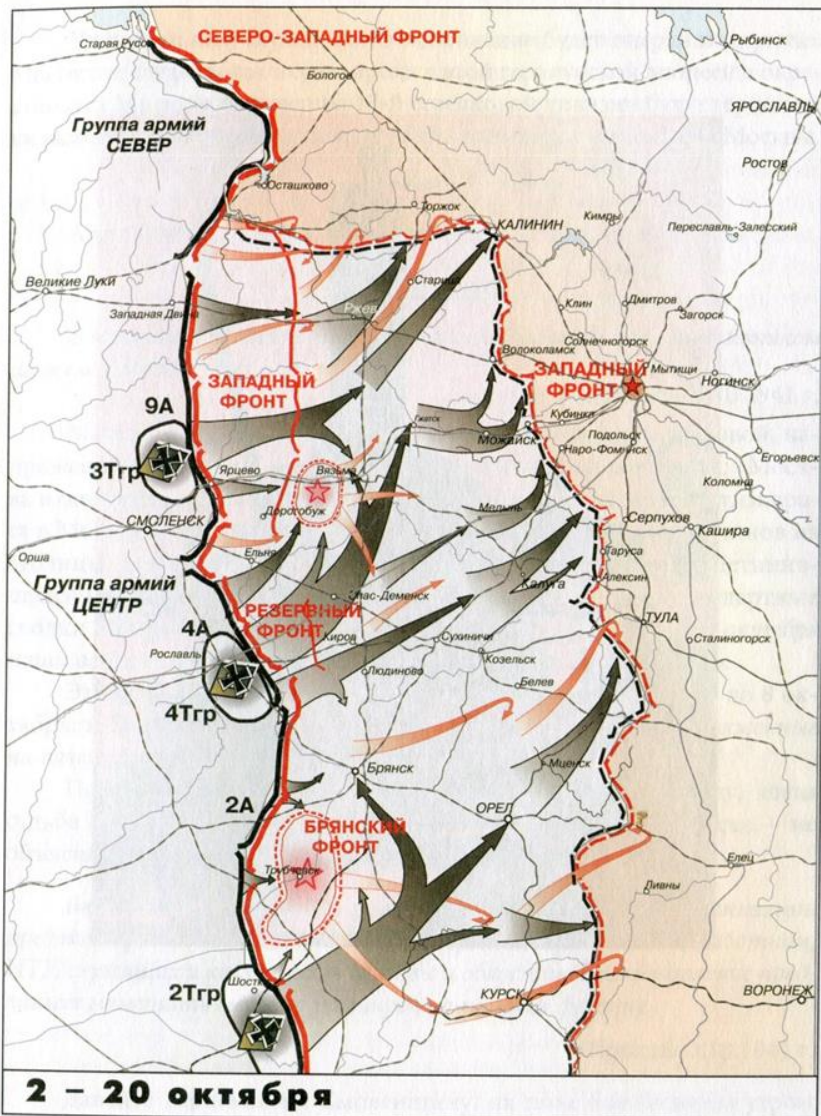 СЕВЕРО-ЗАПАДНЫЙ ФРОНТ
Старая Русса
Рыбинск
Бологое
ЯРОСЛАВЛЬ
Группа армий
СЕВЕР
Ростов
Осташково
Торжок
КАЛИНИН
Кимры
Переславль-Залесский
Великие Луки
Старица
Западная Двина
Ржев
Клин
Дмитров
Загорск
Солнечногорск
Волоколамск
ЗАПАДНЫЙ
ФРОНТ
ЗАПАДНЫЙ
ФРОНТ
Мытищи
Ногинск
9А
Гжатск
Кубинка
Можайск
Подольск
Наро-Фоминск
Егорьевск
3Тгр
Ярцево
Вязьма
Коломна
СМОЛЕНСК
Дорогобуж
Медынь
Серпухов
Кашира
Орша
Ельня
Таруса
Группа армий
ЦЕНТР
Спас-Деменск
Калуга
Алексин
РЕЗЕРВНЫЙ
ФРОНТ
ТУЛА
4А
Киров
Сухиничи
Сталиногорск
Рославль
Козельск
Людиново
4Тгр
Белев
Мценск
Брянск
2А
ОРЕЛ
БРЯНСКИЙ
ФРОНТ
Трубчевск
Елец
Ливны
2Тгр
Шостка
КУРСК
ВОРОНЕЖ
2 – 20 октября